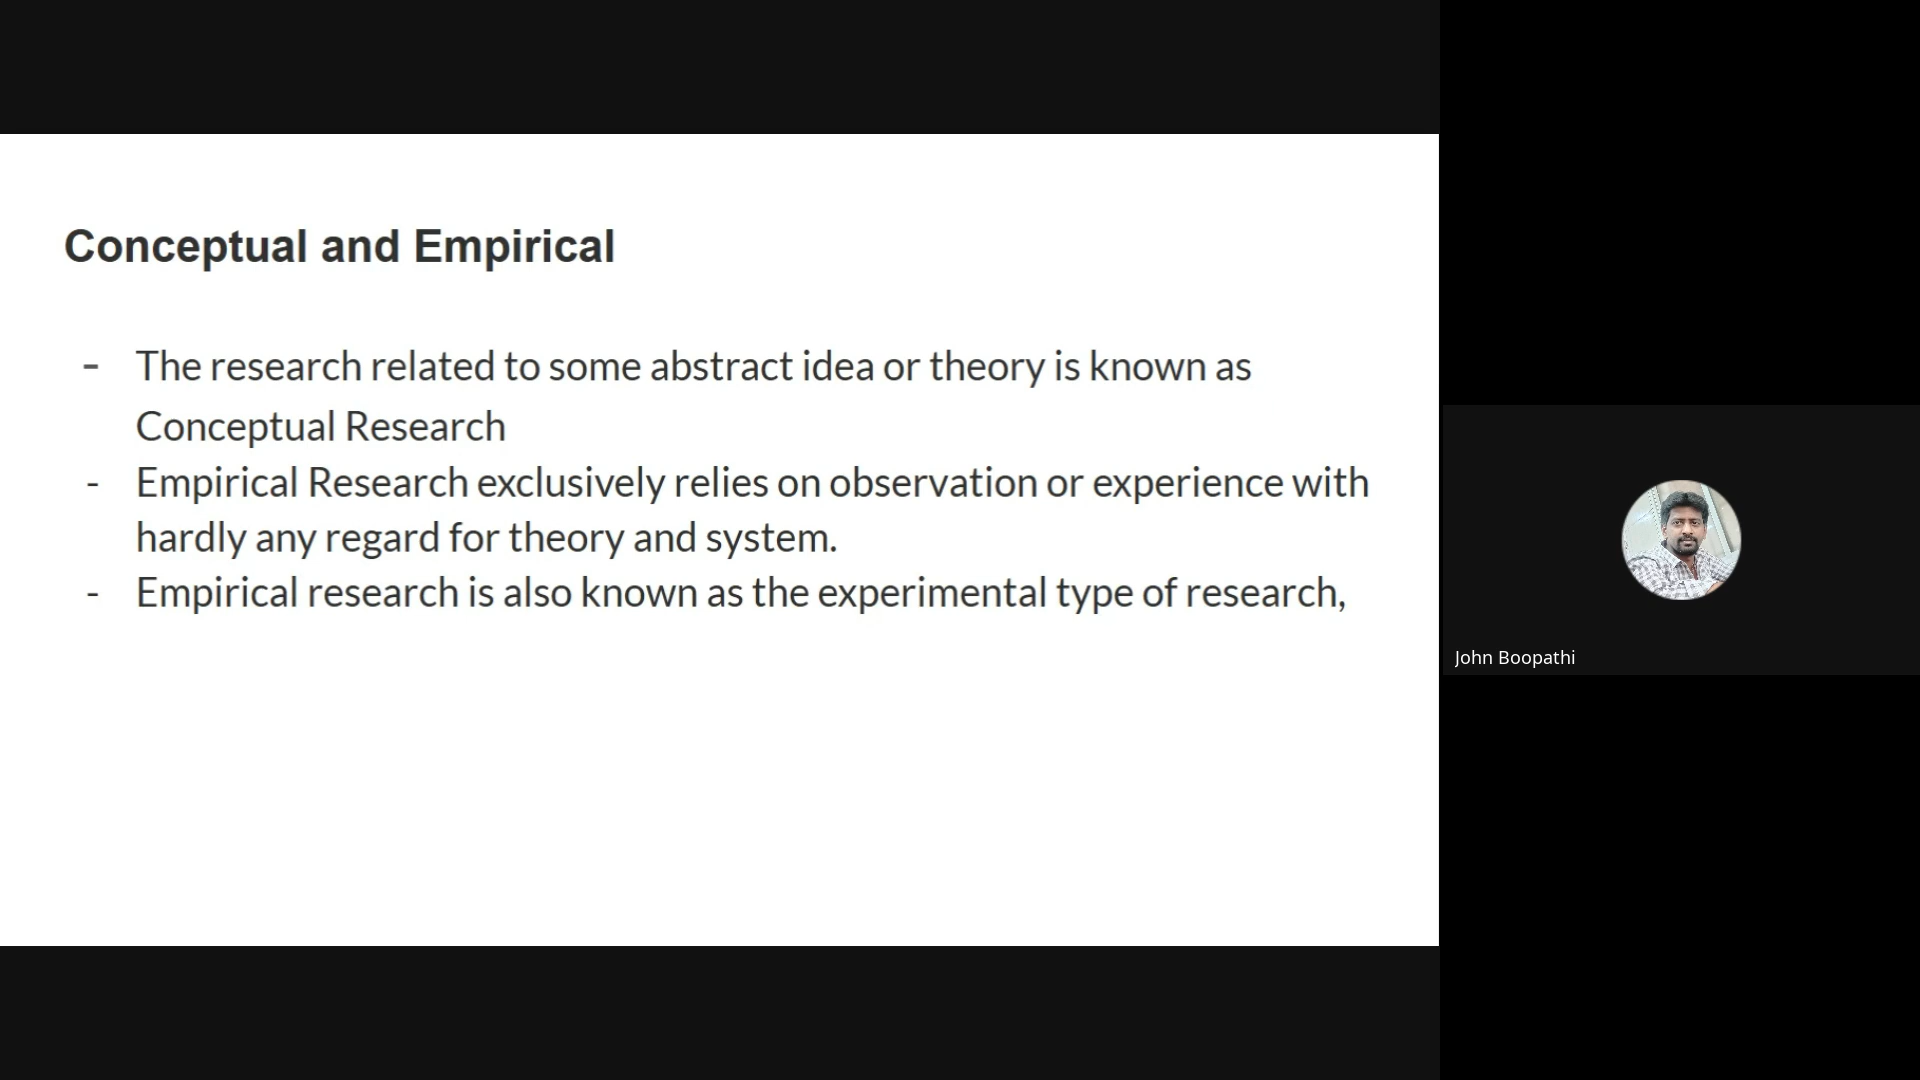 Conceptual and Empirical
- The research related to some abstract idea or theory is known as
Conceptual Research
- Empirical Research exclusively relies on observation or experience with
hardly any regard for theory and system.
- Empirical research is also known as the experimental type of research,
John Boopathi